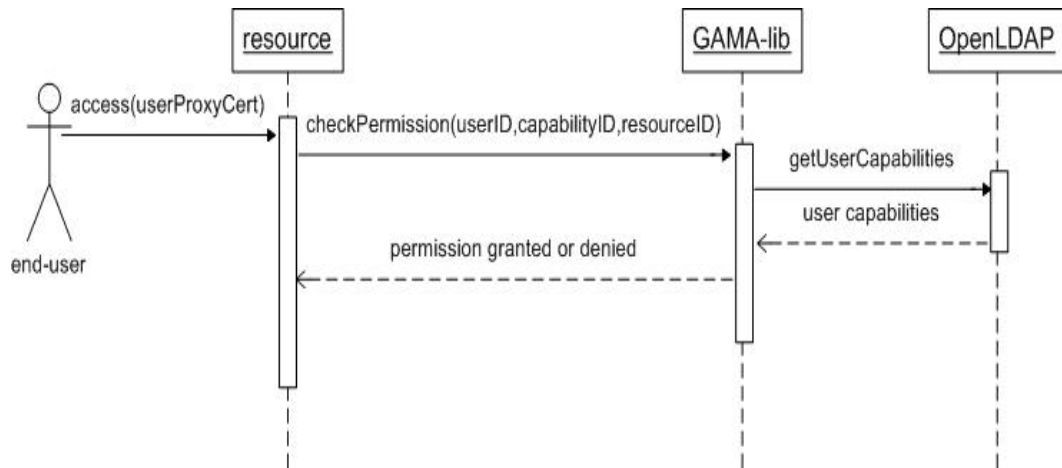 resource
GAMA-lib
OpenLDAP
access(userProxyCert)
checkPermission(userID,capabilityID,resourceID)
getUserCapabilities
user capabilities
permission granted or denied
end-user